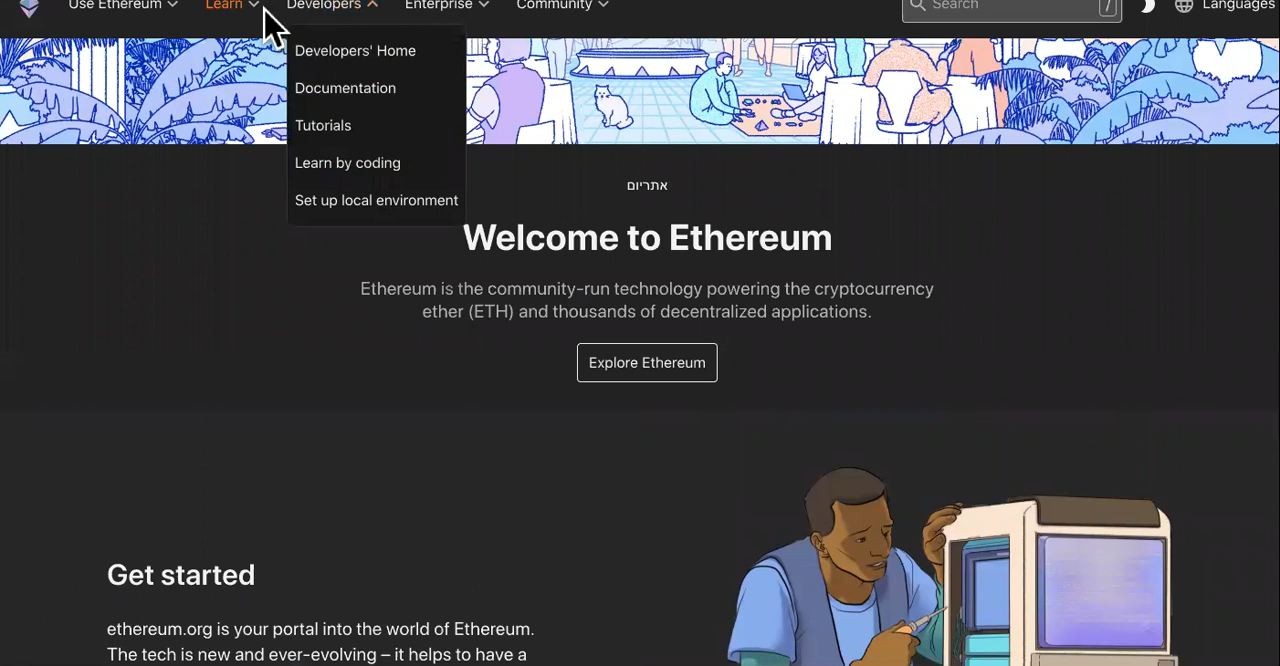 Use Ethereum Learn Developers Enterprise Community Search / Languages
Developers' Home
Documentation
Tutorials
Learn by coding
Set up local environment
אתריום
Welcome to Ethereum
Ethereum is the community-run technology powering the cryptocurrency
ether (ETH) and thousands of decentralized applications.
Explore Ethereum
Get started
ethereum.org is your portal into the world of Ethereum.
The tech is new and ever-evolving – it helps to have a